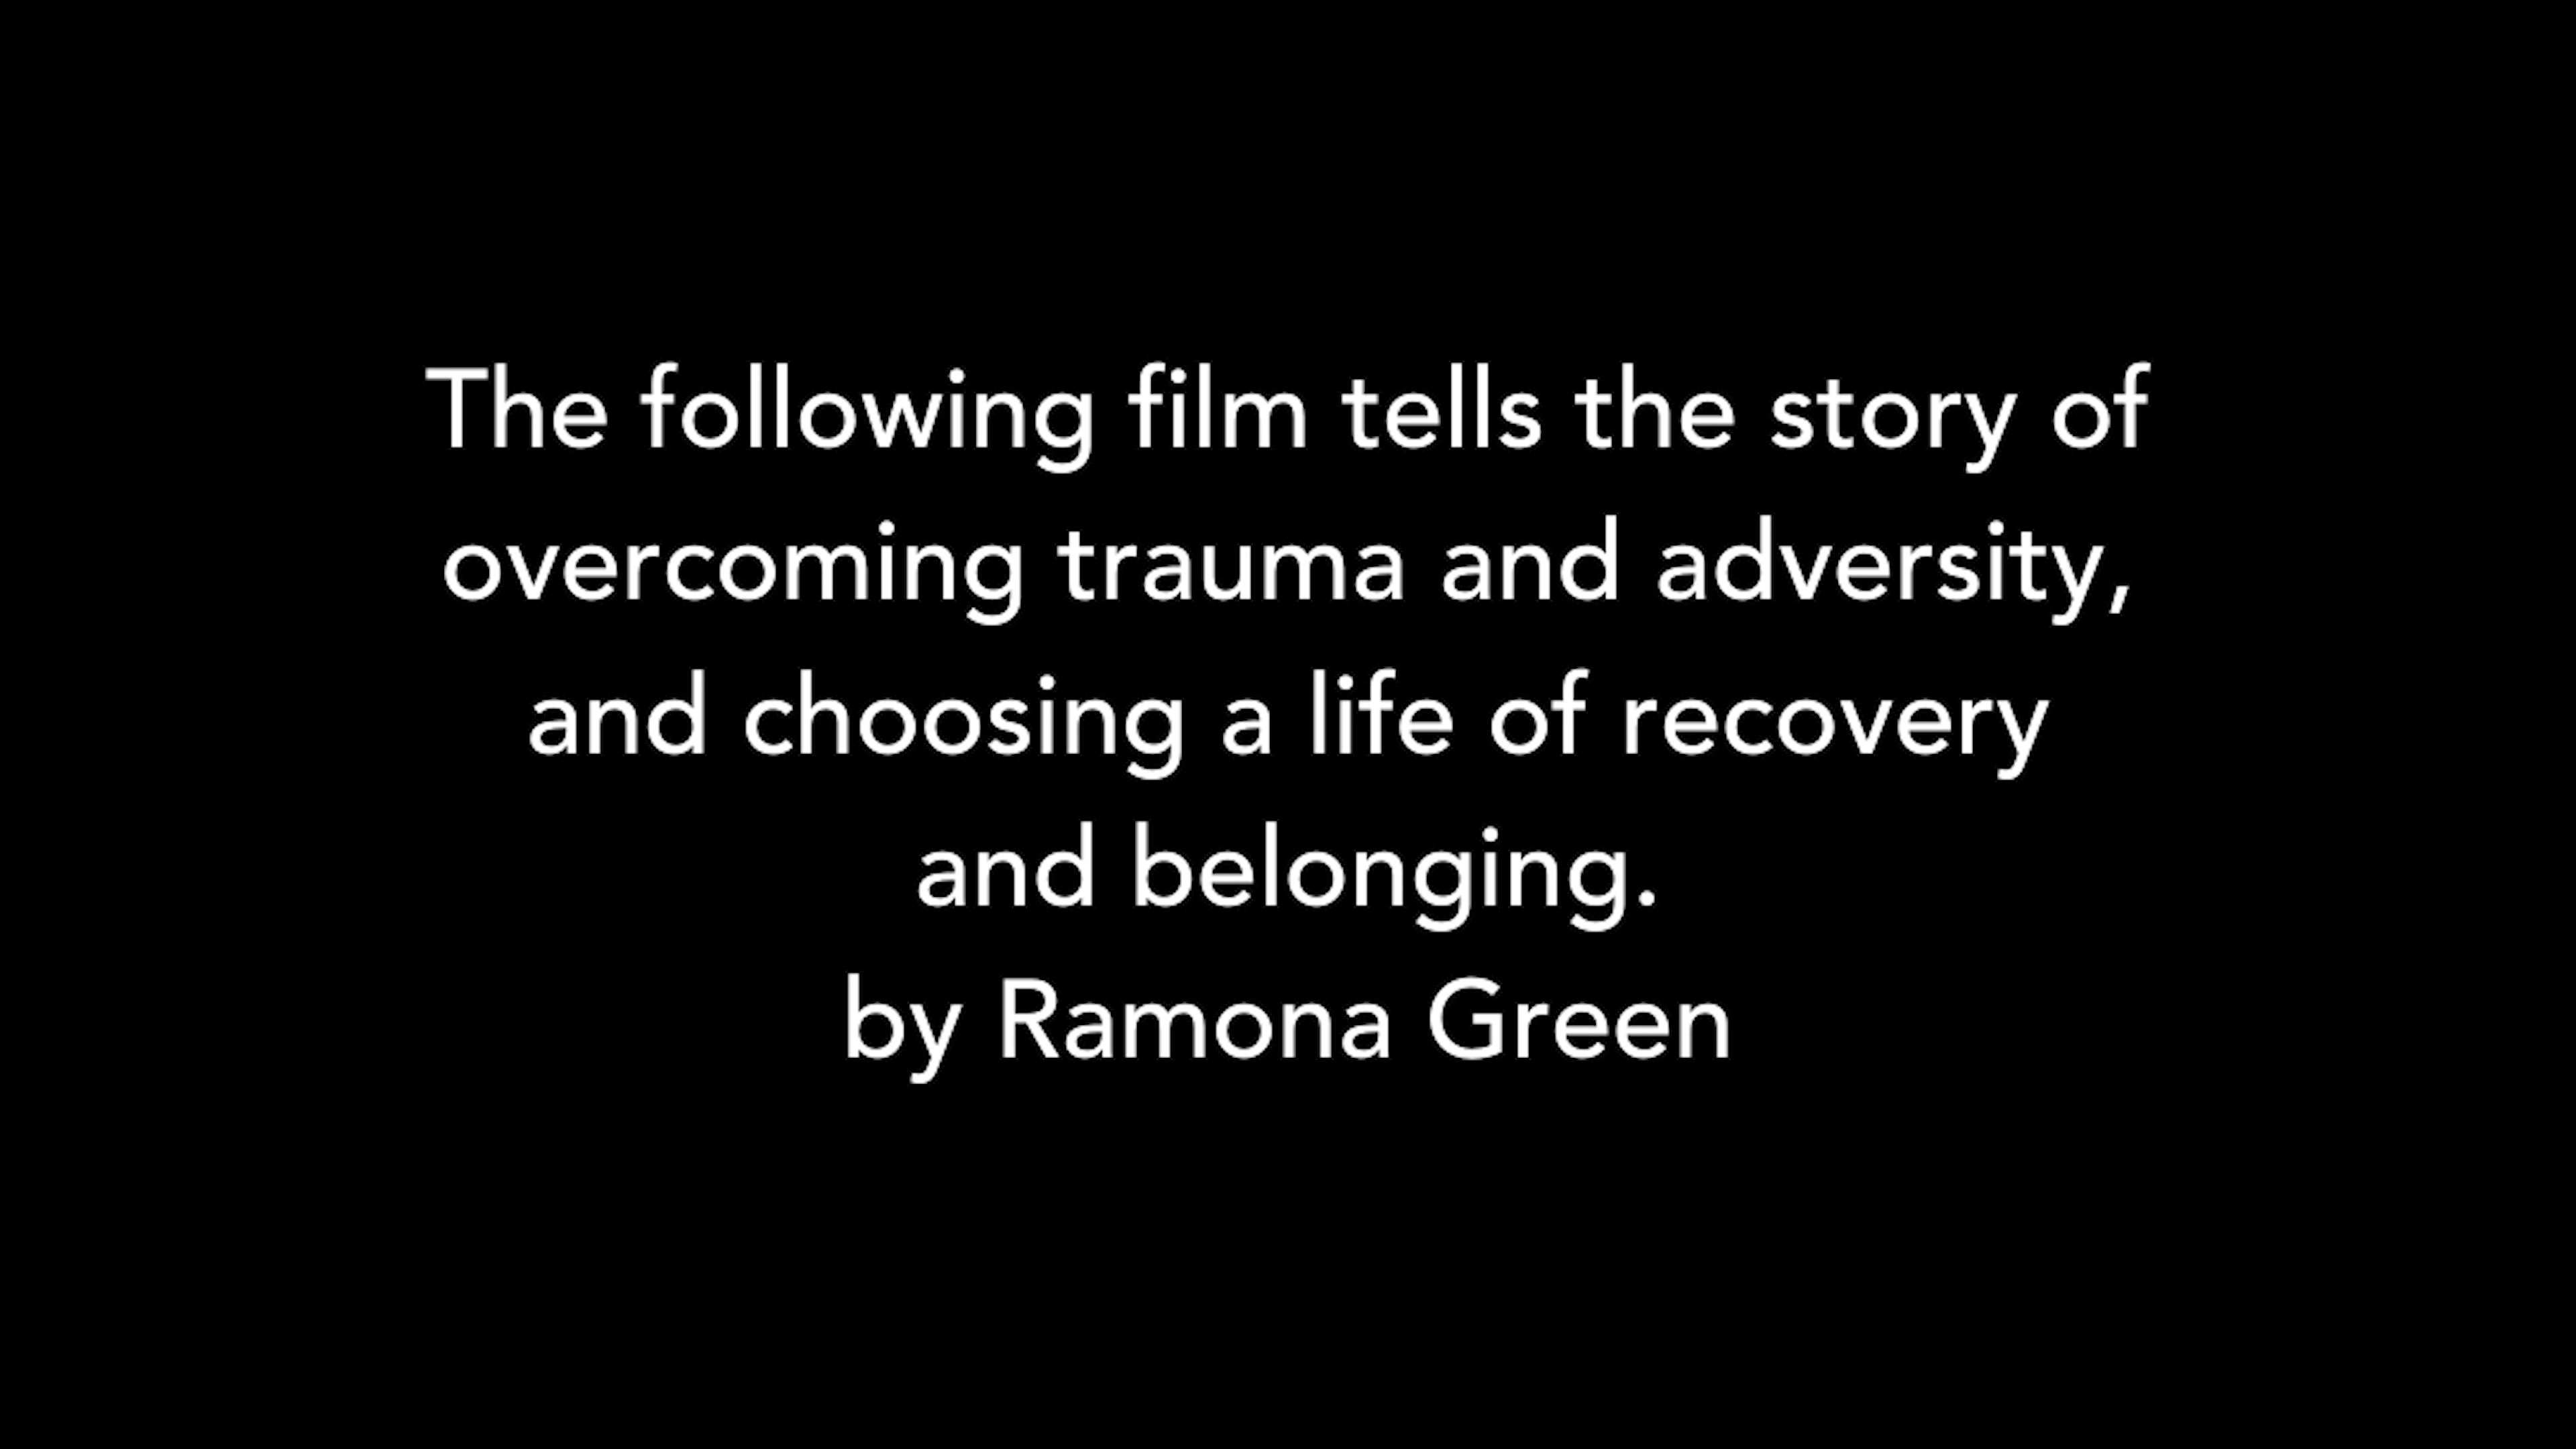 The following film tells the story of
overcoming trauma and adversity,
and choosing a life of recovery
and belonging.
by Ramona Green